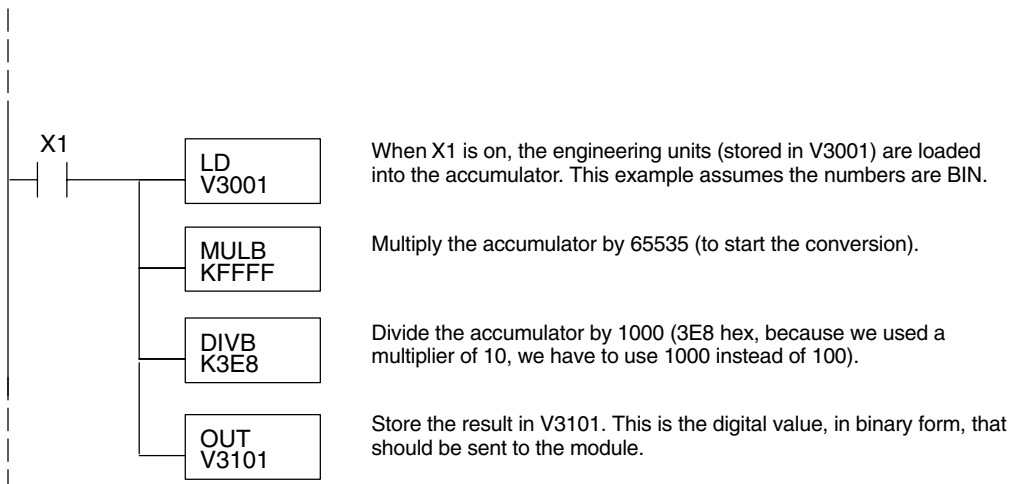 X1
LD
V3001
When X1 is on, the engineering units (stored in V3001) are loaded
into the accumulator. This example assumes the numbers are BIN.
MULB
KFFFF
Multiply the accumulator by 65535 (to start the conversion).
DIVB
K3E8
Divide the accumulator by 1000 (3E8 hex, because we used a
multiplier of 10, we have to use 1000 instead of 100).
OUT
V3101
Store the result in V3101. This is the digital value, in binary form, that
should be sent to the module.